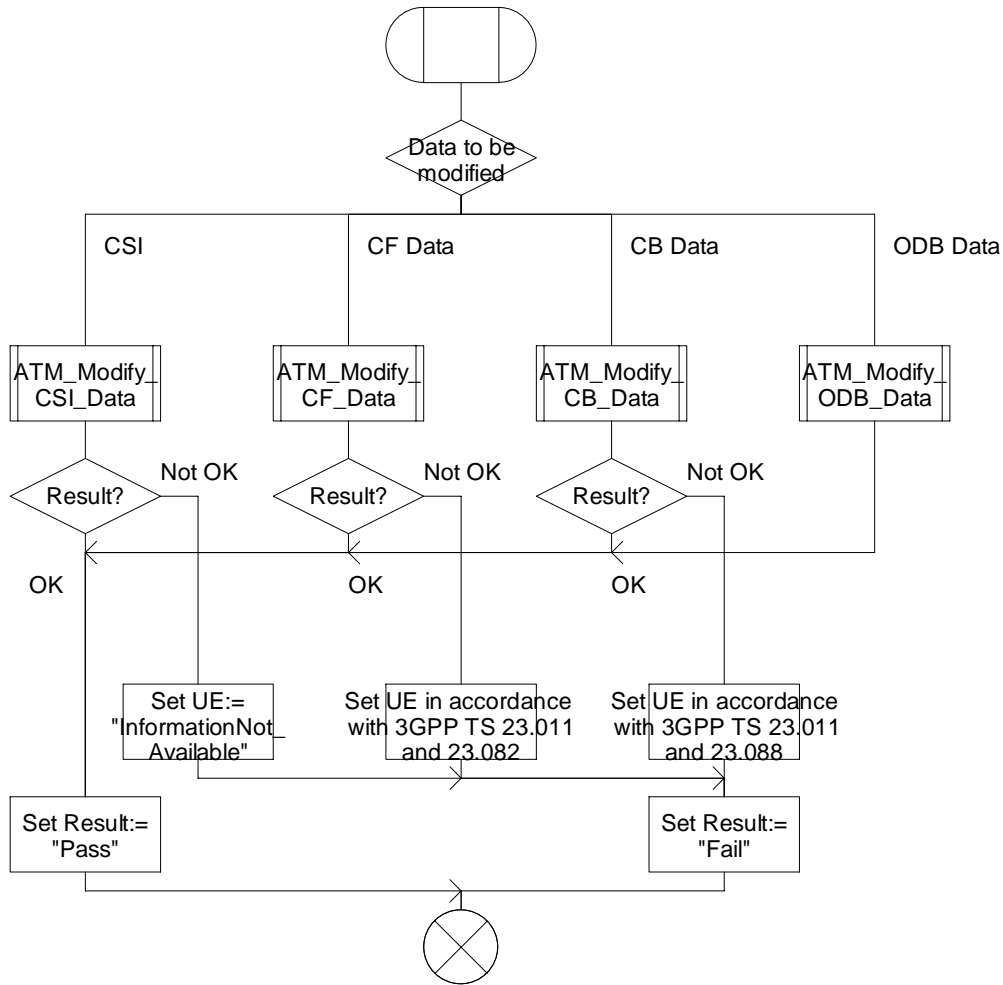 Data to be
modified
CSI
CF Data
CB Data
ODB Data
ATM_Modify_
CSI_Data
ATM_Modify_
CF_Data
ATM_Modify_
CB_Data
ATM_Modify_
ODB_Data
Result?
Not OK
Result?
Not OK
Result?
Not OK
OK
OK
OK
Set UE:=
"InformationNot_
Available"
Set UE in accordance
with 3GPP TS 23.011
and 23.082
Set UE in accordance
with 3GPP TS 23.011
and 23.088
Set Result:=
"Pass"
Set Result:=
"Fail"